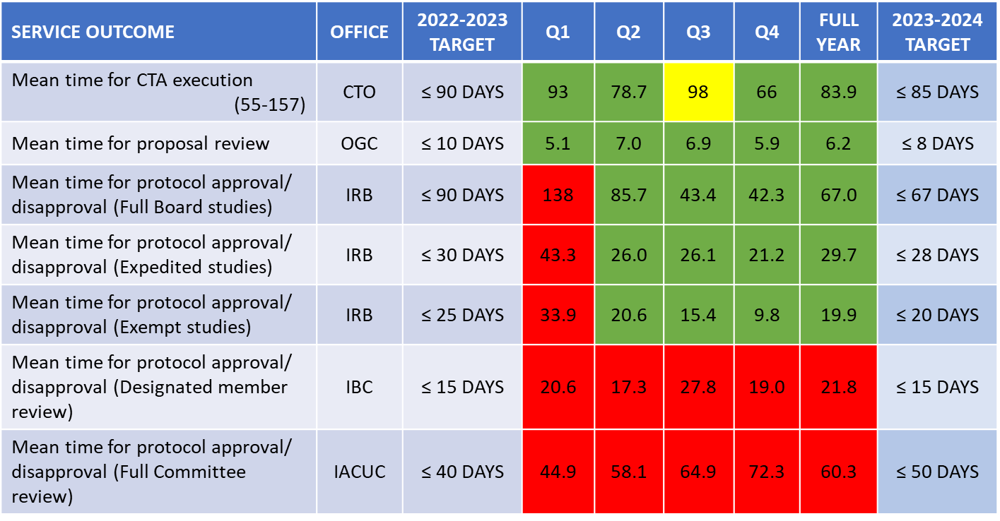 SERVICE OUTCOME OFFICE 2022-2023 TARGET Q1 Q2 Q3 Q4 FULL YEAR 2023-2024 TARGET
Mean time for CTA execution
(55-157)
CTO ≤ 90 DAYS 93 78.7 98 66 83.9 ≤ 85 DAYS
Mean time for proposal review OGC ≤ 10 DAYS 5.1 7.0 6.9 5.9 6.2 ≤ 8 DAYS
Mean time for protocol approval/
disapproval (Full Board studies)
IRB ≤ 90 DAYS 138 85.7 43.4 42.3 67.0 ≤ 67 DAYS
Mean time for protocol approval/
disapproval (Expedited studies)
IRB ≤ 30 DAYS 43.3 26.0 26.1 21.2 29.7 ≤ 28 DAYS
Mean time for protocol approval/
disapproval (Exempt studies)
IRB ≤ 25 DAYS 33.9 20.6 15.4 9.8 19.9 ≤ 20 DAYS
Mean time for protocol approval/
disapproval (Designated member
review)
IBC ≤ 15 DAYS 20.6 17.3 27.8 19.0 21.8 ≤ 15 DAYS
Mean time for protocol approval/
disapproval (Full Committee
review)
IACUC ≤ 40 DAYS 44.9 58.1 64.9 72.3 60.3 ≤ 50 DAYS